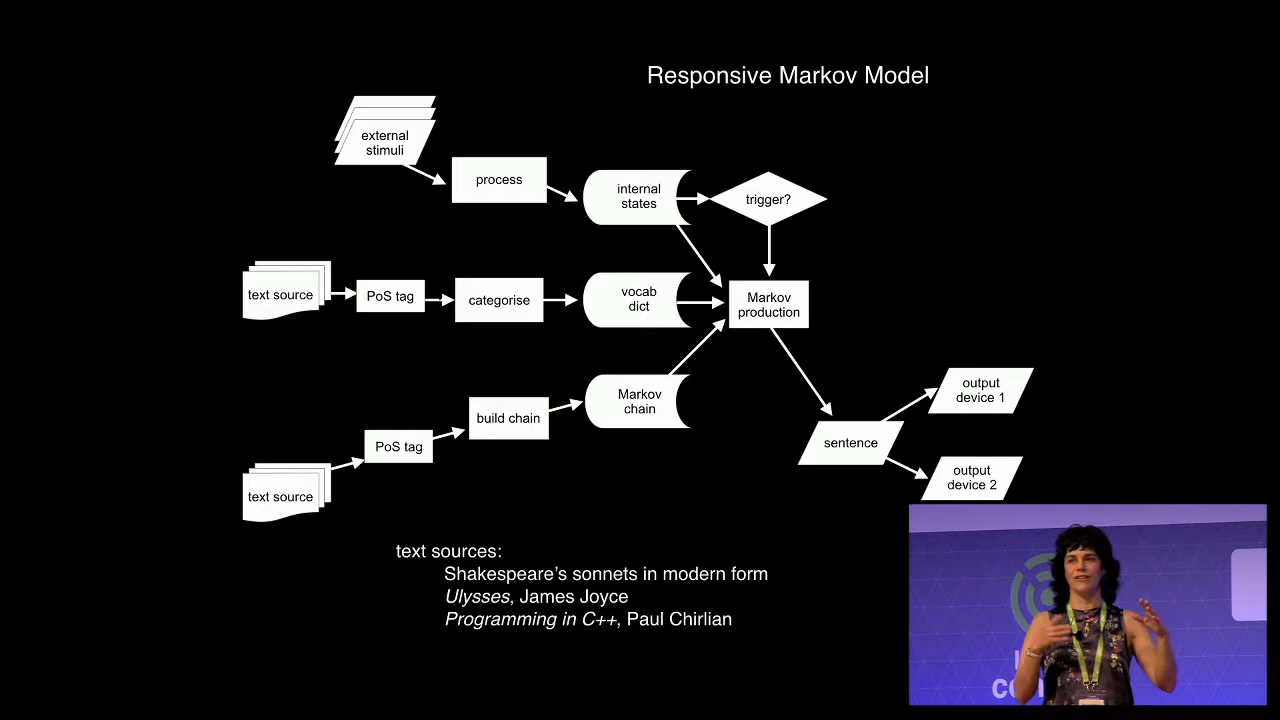 Responsive Markov Model
external
stimuli
process
internal
states
trigger?
text source
PoS tag
categorise
vocab
dict
Markov
production
text source
PoS tag
build chain
Markov
chain
sentence
output
device 1
output
device 2
text sources:
Shakespeare's sonnets in modern form
Ulysses, James Joyce
Programming in C++, Paul Chirlian